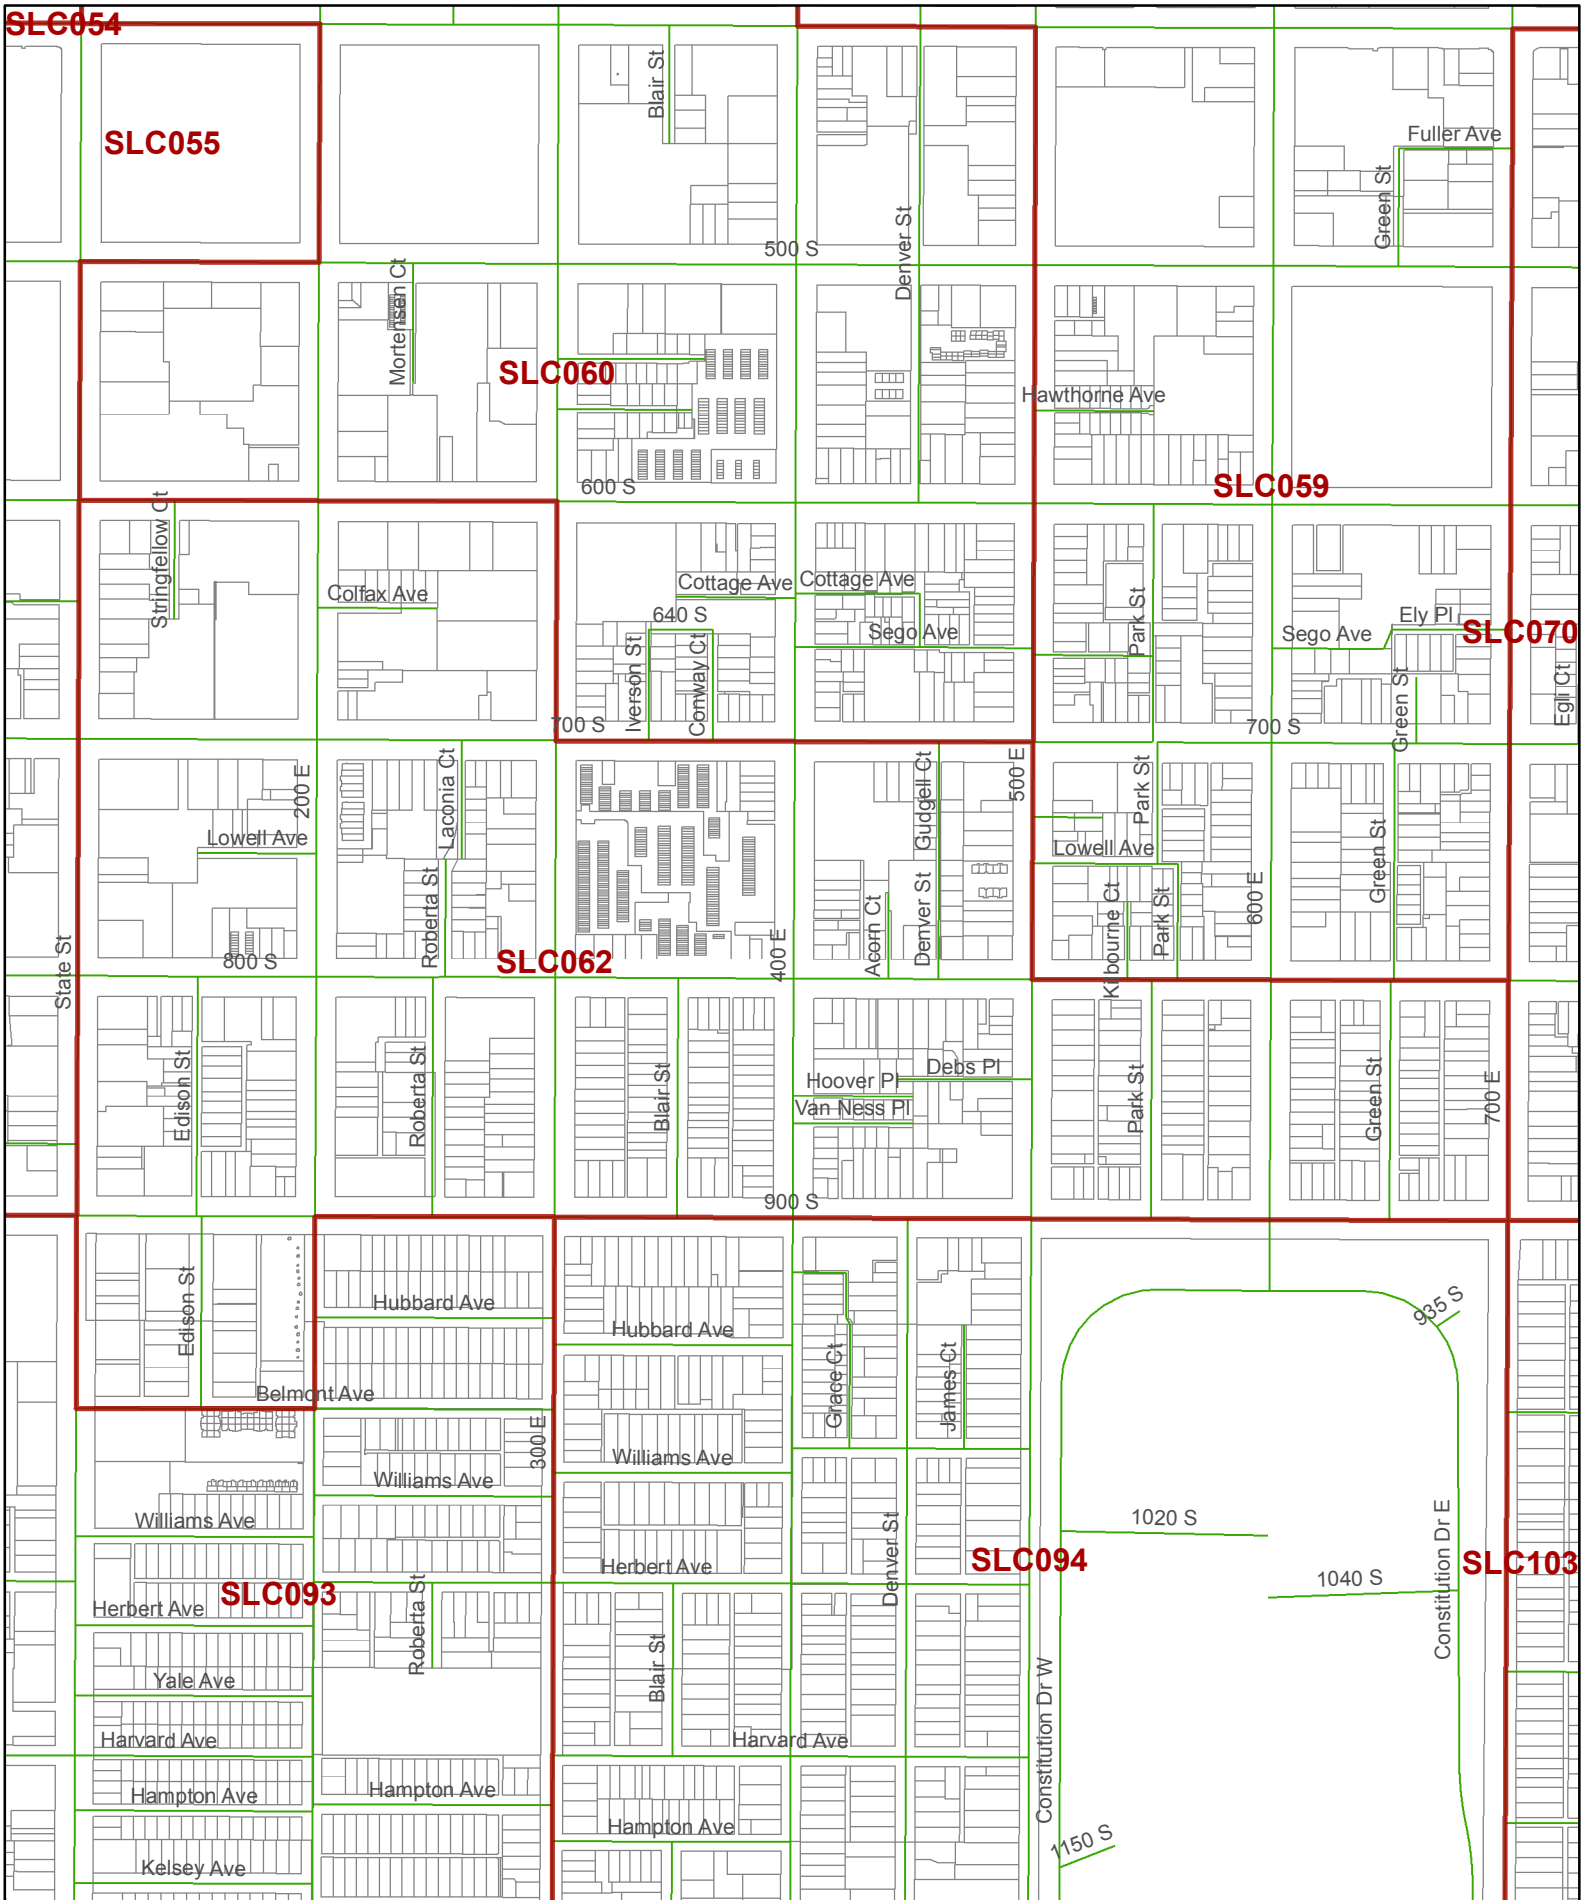 SLC054
Blair St
SLC055
Fuller Ave
Green St
Denver St
500 S
Mortensen Ct
SLC060
Hawthorne Ave
600 S
SLC059
Stringfellow Ct
Colfax Ave
Cottage Ave
Cottage Ave
640 S
Sego Ave
Park St
Ely Pl
Sego Ave
SLC070
Iverson St
Conway Ct
Green St
Egli Ct
700 S
700 S
200 E
Laconia Ct
Gudgell Ct
500 E
Park St
Lowell Ave
Lowell Ave
Green St
Roberta St
Acorn Ct
Denver St
Kilbourne Ct
Park St
600 E
State St
800 S
SLC062
400 E
Edison St
Roberta St
Blair St
Hoover Pl
Debs Pl
Van Ness Pl
Park St
Green St
700 E
900 S
Edison St
Hubbard Ave
Hubbard Ave
935 S
Grace Ct
James Ct
Belmont Ave
300 E
Williams Ave
Williams Ave
Williams Ave
1020 S
Constitution Dr E
Herbert Ave
Denver St
SLC094
SLC103
1040 S
SLC093
Herbert Ave
Roberta St
Blair St
Yale Ave
Constitution Dr W
Harvard Ave
Harvard Ave
Hampton Ave
Hampton Ave
Hampton Ave
1150 S
Kelsey Ave